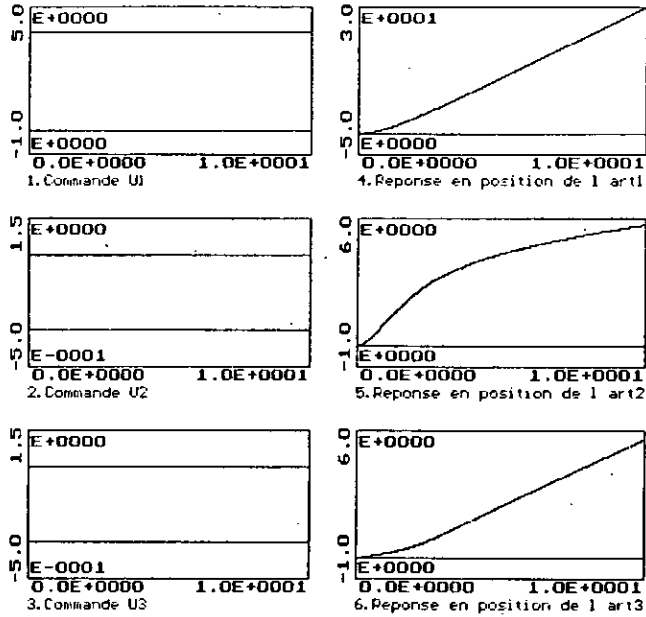 5.0
E+0000
-1.0
E+0000
0.0E+0000 1.0E+0001
1.Commande U1
3.0
E+0001
-5.0
E+0000
0.0E+0000 1.0E+0001
4.Reponse en position de l art1
1.5
E+0000
-5.0
E-0001
0.0E+0000 1.0E+0001
2.Commande U2
6.0
E+0000
-1.0
E+0000
0.0E+0000 1.0E+0001
5.Reponse en position de l art2
1.5
E+0000
-5.0
E-0001
0.0E+0000 1.0E+0001
3.Commande U3
6.0
E+0000
-1.0
E+0000
0.0E+0000 1.0E+0001
6.Reponse en position de l art3